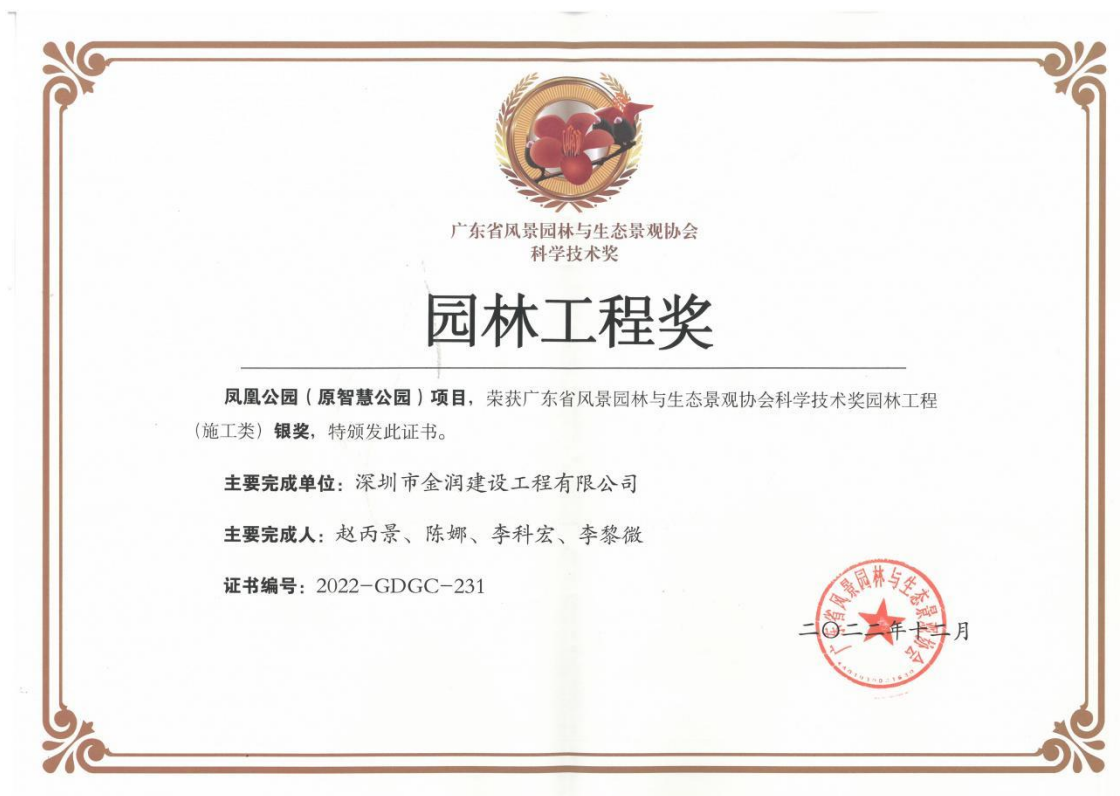 广东省风景园林与生态景观协会
科学技术奖
园林工程奖
凤凰公园（原智慧公园）项目，荣获广东省风景园林与生态景观协会科学技术奖园林工程
（施工类）银奖，特颁发此证书。
主要完成单位：深圳市金润建设工程有限公司
主要完成人：赵丙景、陈娜、李科宏、李黎微
证书编号：2022-GDGC-231
广东省风景园林与生态景观协会
二〇二二年十二月